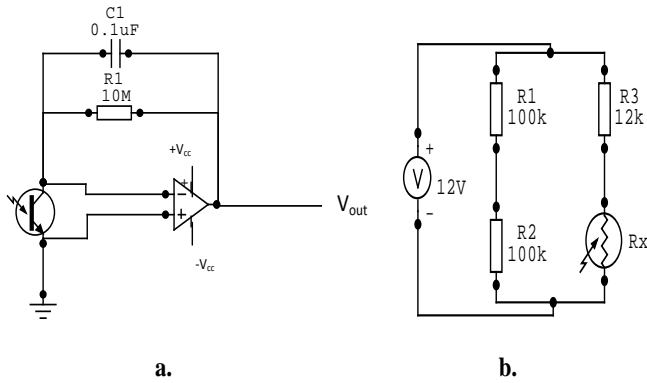 C1
0.1uF
R1
10M
+Vcc
+
−
+
Vout
-Vcc
a.
+
V
12V
−
R1
100k
R2
100k
R3
12k
Rx
b.